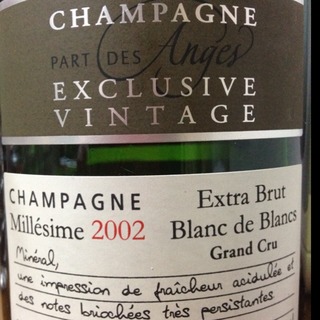 CHAMPAGNE
PART DES Anges
EXCLUSIVE
VINTAGE
CHAMPAGNE
Millésime 2002
Extra Brut
Blanc de Blancs
Grand Cru
Minéral,
une impression de fraîcheur acidulée et
des notes briochées très persistantes